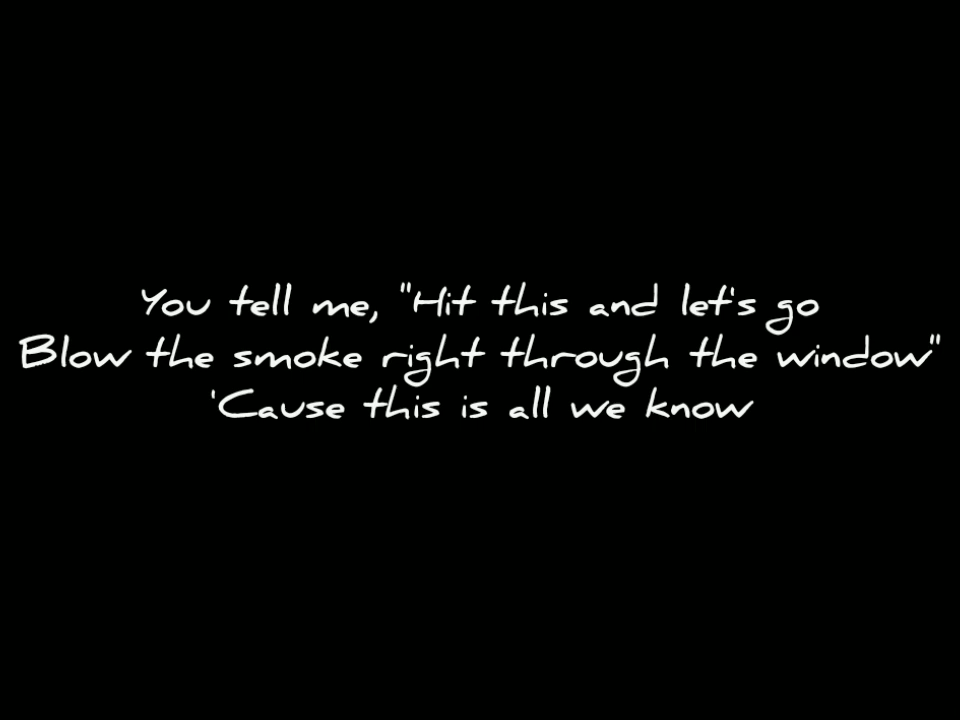 You tell me, "Hit this and let's go
Blow the smoke right through the window"
'Cause this is all we know